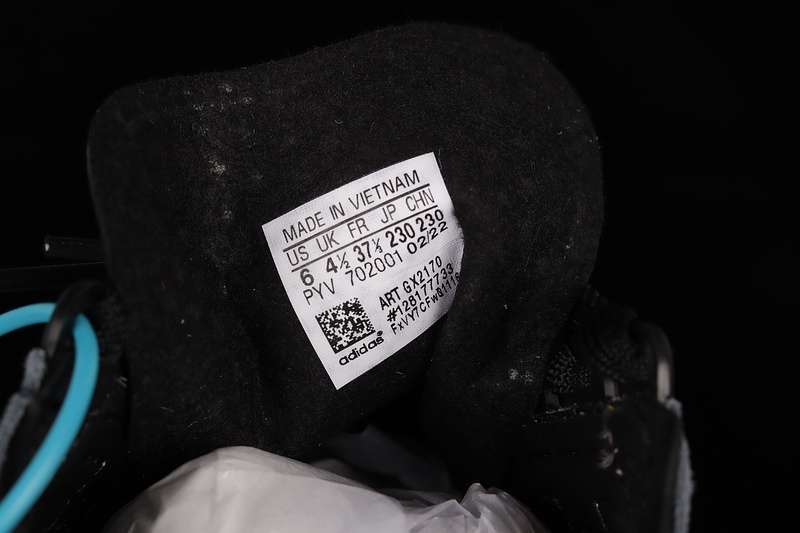 MADE IN VIETNAM
US UK FR JP CHN
6 4½ 37⅓ 230 230
PYV 702001 02/22
ART GX2170
#128177733
adidas®